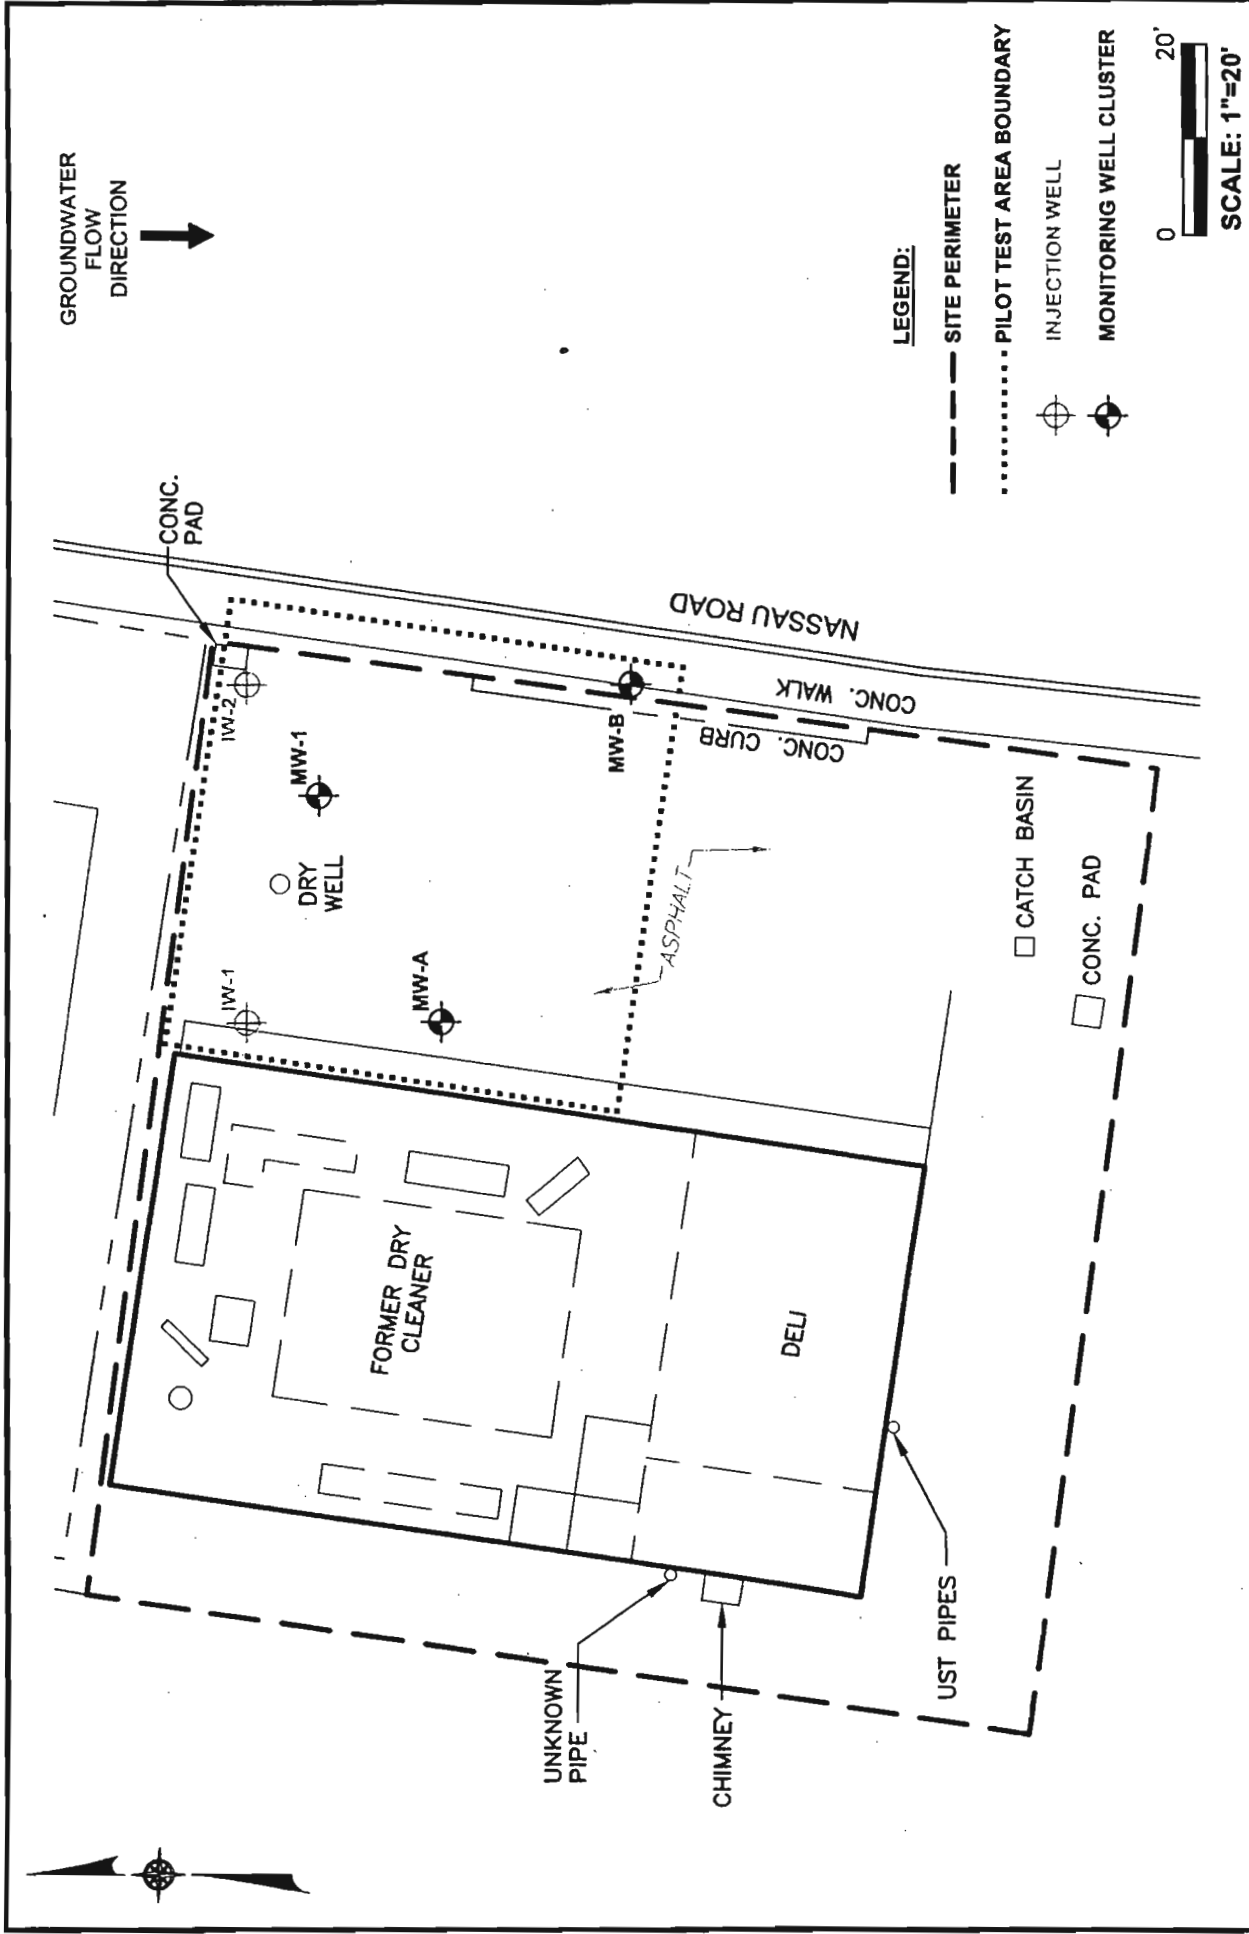 GROUNDWATER
FLOW
DIRECTION
CONC.
PAD
IW-2
MW-1
DRY
WELL
IW-1
MW-A
MW-B
NASSAU ROAD
CONC. WALK
CONC. CURB
ASPHALT
CATCH BASIN
CONC. PAD
FORMER DRY
CLEANER
DELI
UNKNOWN
PIPE
CHIMNEY
UST PIPES
LEGEND:
SITE PERIMETER
PILOT TEST AREA BOUNDARY
INJECTION WELL
MONITORING WELL CLUSTER
0 20'
SCALE: 1"=20'